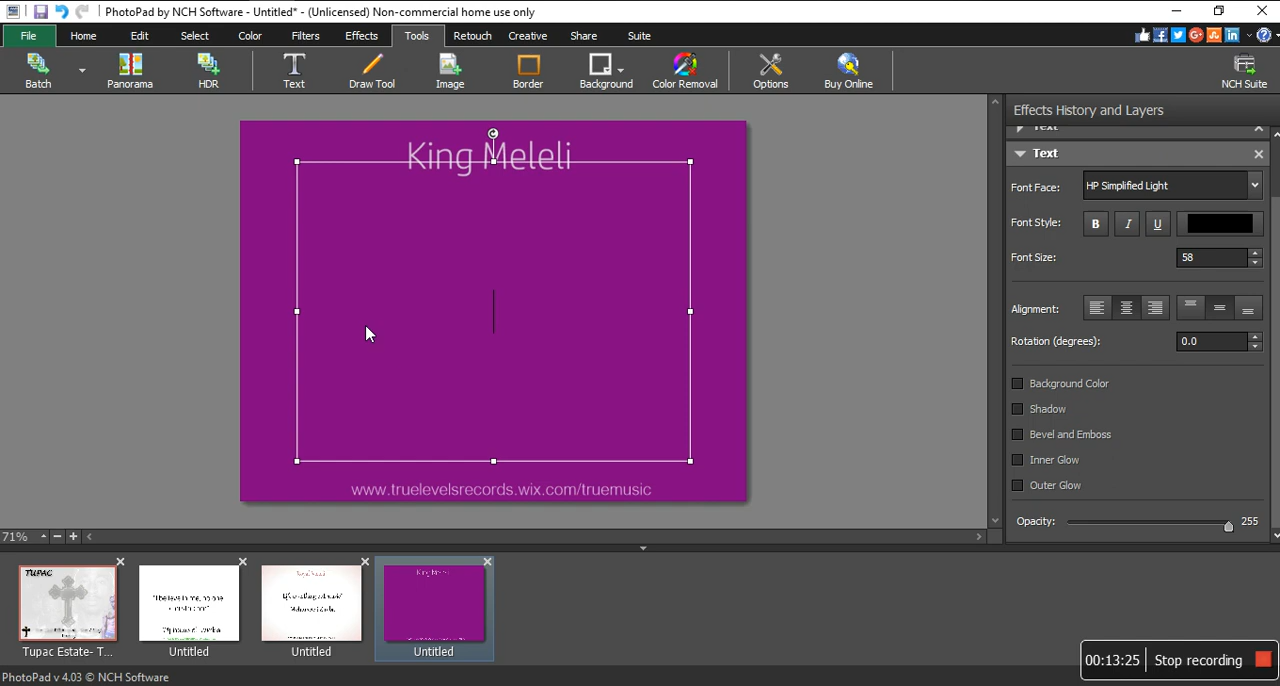 PhotoPad by NCH Software - Untitled* - (Unlicensed) Non-commercial home use only
File Home Edit Select Color Filters Effects Tools Retouch Creative Share Suite
Batch Panorama HDR Text Draw Tool Image Border Background Color Removal Options Buy Online NCH Suite
Effects History and Layers
Text
Text
King Meleli
Font Face: HP Simplified Light
Font Style: B I U
Font Size: 58
Alignment:
Rotation (degrees): 0.0
Background Color
Shadow
Bevel and Emboss
Inner Glow
Outer Glow
Opacity: 255
www.truelevelsrecords.wix.com/truemusic
71%
TUPAC
Tupac Estate- T... Untitled Untitled Untitled
00:13:25 Stop recording
PhotoPad v 4.03 © NCH Software